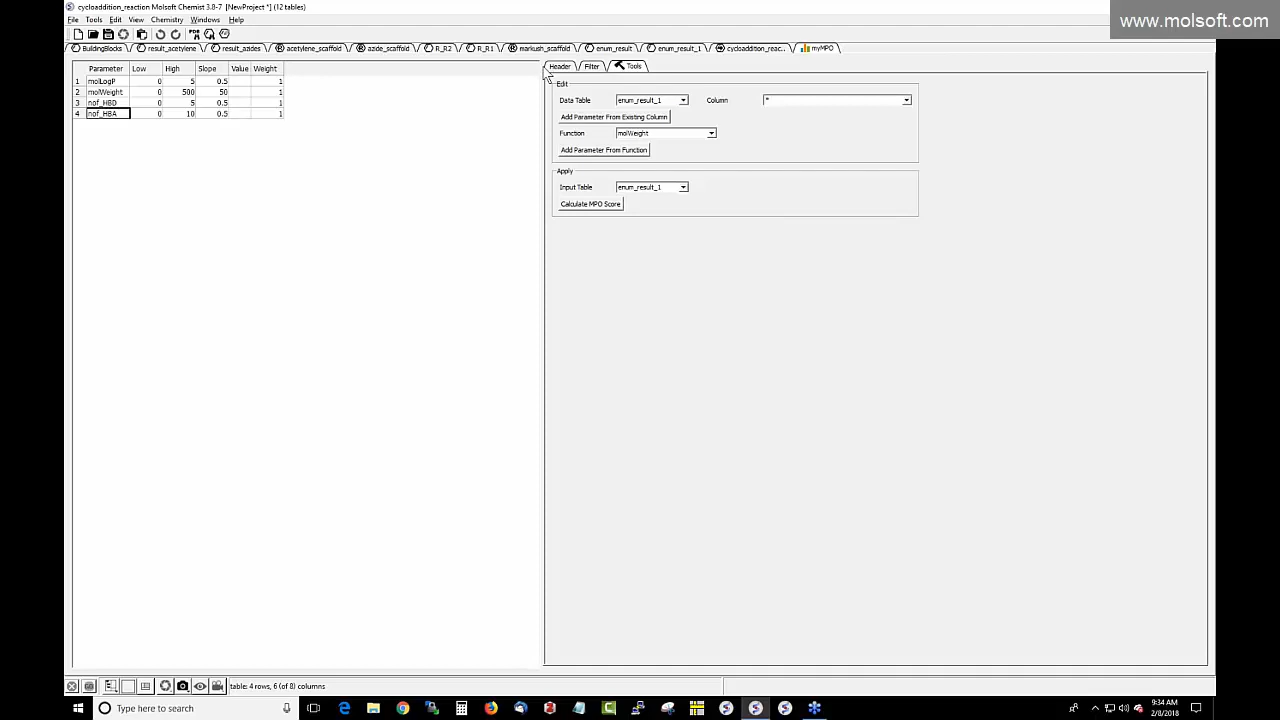 cycloaddition_reaction Molsoft Chemist 3.8-7 [NewProject *] (12 tables)
www.molsoft.com
File Tools Edit View Chemistry Windows Help
BuildingBlocks result_acetylene result_azides acetylene_scaffold azide_scaffold R_R2 R_R1 markush_scaffold enum_result enum_result_1 cycloaddition_reac... myMPO
Parameter Low High Slope Value Weight
1 molLogP 0 5 0.5 1
2 molWeight 0 500 50 1
3 nof_HBD 0 5 0.5 1
4 nof_HBA 0 10 0.5 1
Header Filter Tools
Edit
Data Table enum_result_1 Column *
Add Parameter From Existing Column
Function molWeight
Add Parameter From Function
Apply
Input Table enum_result_1
Calculate MPO Score
table: 4 rows, 6 (of 8) columns
Type here to search
9:34 AM
2/8/2018